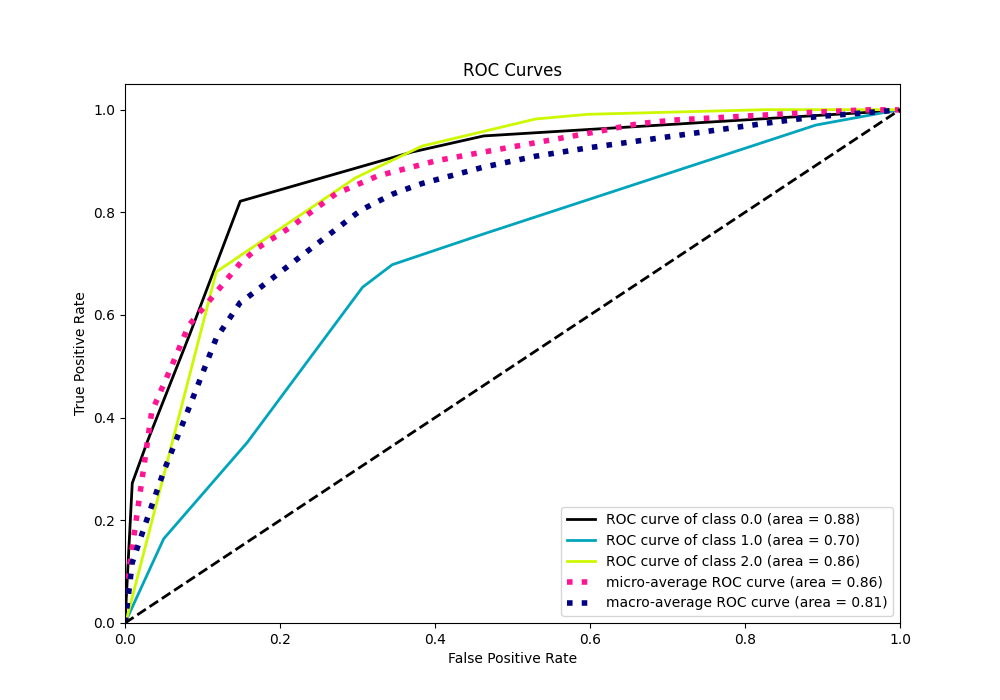 ROC Curves
True Positive Rate
1.0
0.8
0.6
0.4
0.2
0.0
ROC curve of class 0.0 (area = 0.88)
ROC curve of class 1.0 (area = 0.70)
ROC curve of class 2.0 (area = 0.86)
micro-average ROC curve (area = 0.86)
macro-average ROC curve (area = 0.81)
0.0 0.2 0.4 0.6 0.8 1.0
False Positive Rate